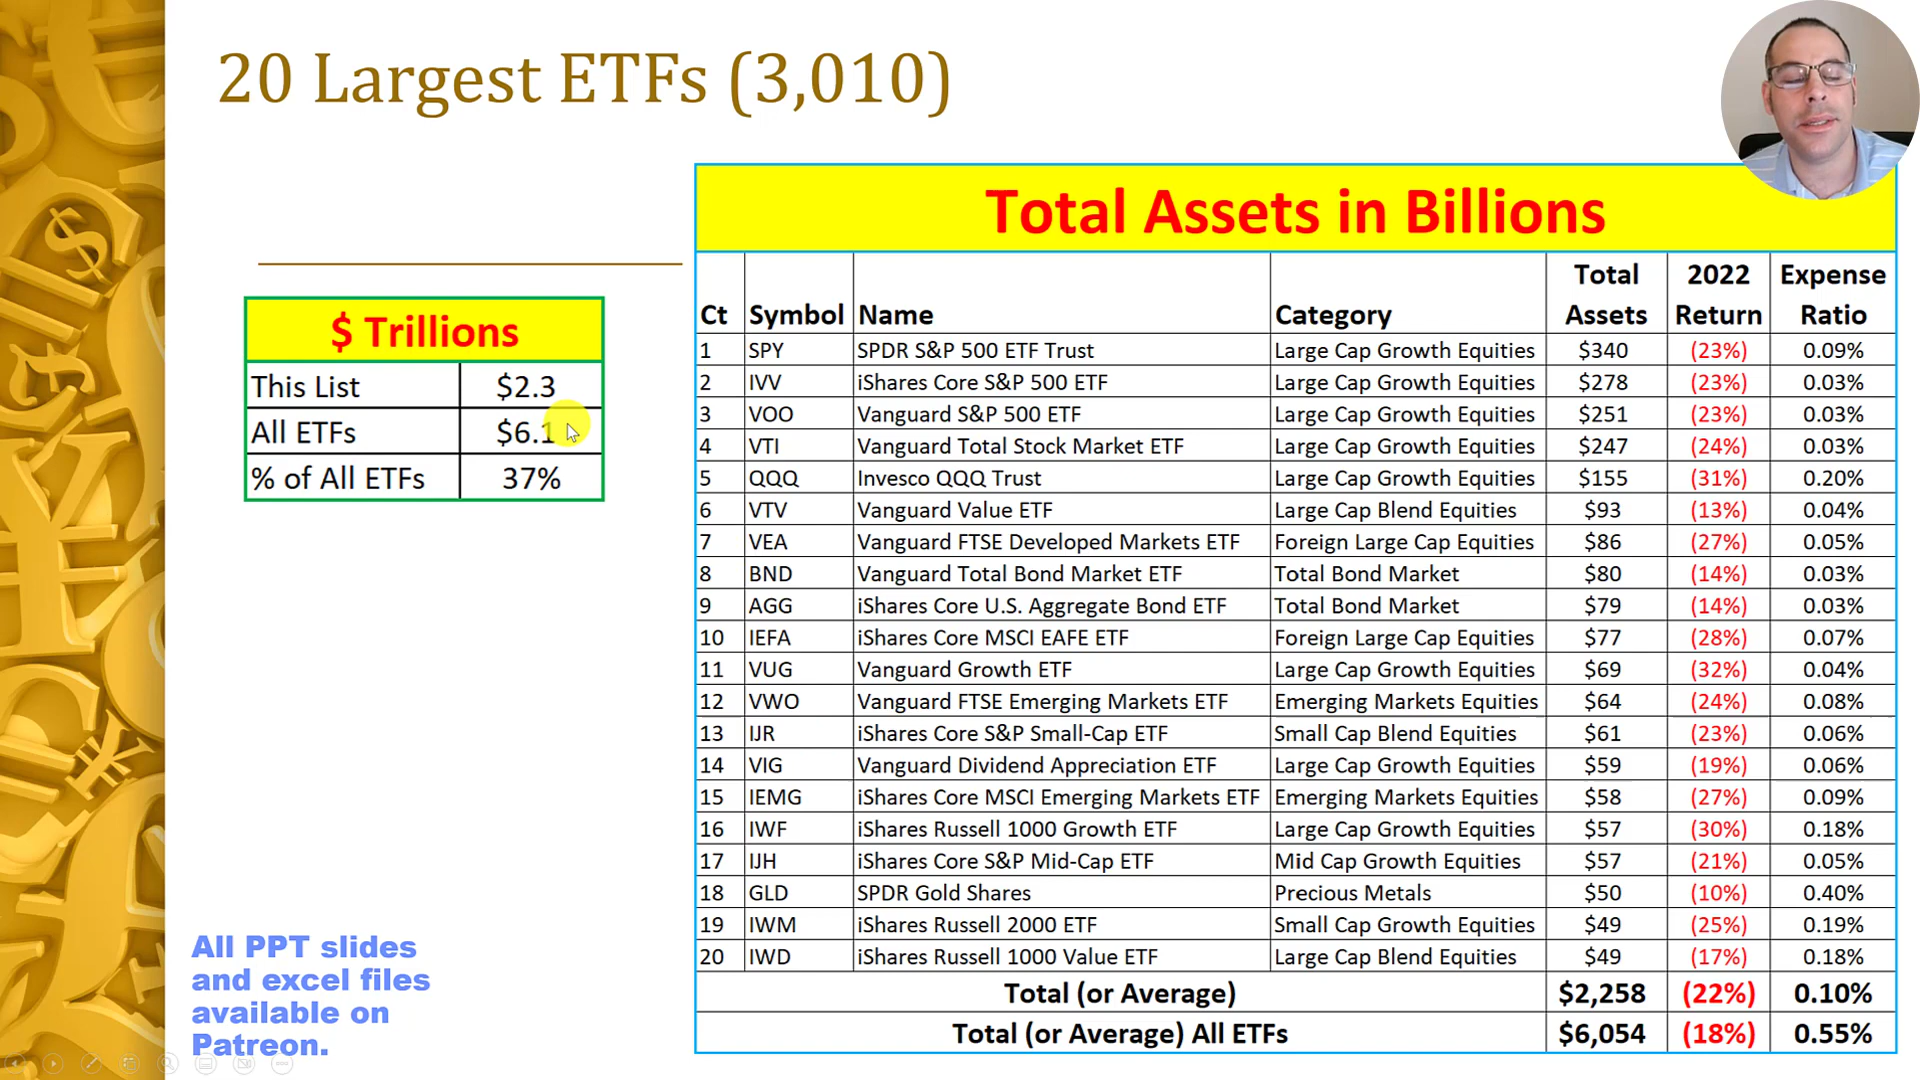 20 Largest ETFs (3,010)
Total Assets in Billions
$ Trillions
This List $2.3
All ETFs $6.1
% of All ETFs 37%
Ct Symbol Name Category Total Assets 2022 Return Expense Ratio
1 SPY SPDR S&P 500 ETF Trust Large Cap Growth Equities $340 (23%) 0.09%
2 IVV iShares Core S&P 500 ETF Large Cap Growth Equities $278 (23%) 0.03%
3 VOO Vanguard S&P 500 ETF Large Cap Growth Equities $251 (23%) 0.03%
4 VTI Vanguard Total Stock Market ETF Large Cap Growth Equities $247 (24%) 0.03%
5 QQQ Invesco QQQ Trust Large Cap Growth Equities $155 (31%) 0.20%
6 VTV Vanguard Value ETF Large Cap Blend Equities $93 (13%) 0.04%
7 VEA Vanguard FTSE Developed Markets ETF Foreign Large Cap Equities $86 (27%) 0.05%
8 BND Vanguard Total Bond Market ETF Total Bond Market $80 (14%) 0.03%
9 AGG iShares Core U.S. Aggregate Bond ETF Total Bond Market $79 (14%) 0.03%
10 IEFA iShares Core MSCI EAFE ETF Foreign Large Cap Equities $77 (28%) 0.07%
11 VUG Vanguard Growth ETF Large Cap Growth Equities $69 (32%) 0.04%
12 VWO Vanguard FTSE Emerging Markets ETF Emerging Markets Equities $64 (24%) 0.08%
13 IJR iShares Core S&P Small-Cap ETF Small Cap Blend Equities $61 (23%) 0.06%
14 VIG Vanguard Dividend Appreciation ETF Large Cap Growth Equities $59 (19%) 0.06%
15 IEMG iShares Core MSCI Emerging Markets ETF Emerging Markets Equities $58 (27%) 0.09%
16 IWF iShares Russell 1000 Growth ETF Large Cap Growth Equities $57 (30%) 0.18%
17 IJH iShares Core S&P Mid-Cap ETF Mid Cap Growth Equities $57 (21%) 0.05%
18 GLD SPDR Gold Shares Precious Metals $50 (10%) 0.40%
19 IWM iShares Russell 2000 ETF Small Cap Growth Equities $49 (25%) 0.19%
20 IWD iShares Russell 1000 Value ETF Large Cap Blend Equities $49 (17%) 0.18%
Total (or Average) $2,258 (22%) 0.10%
Total (or Average) All ETFs $6,054 (18%) 0.55%
All PPT slides
and excel files
available on
Patreon.